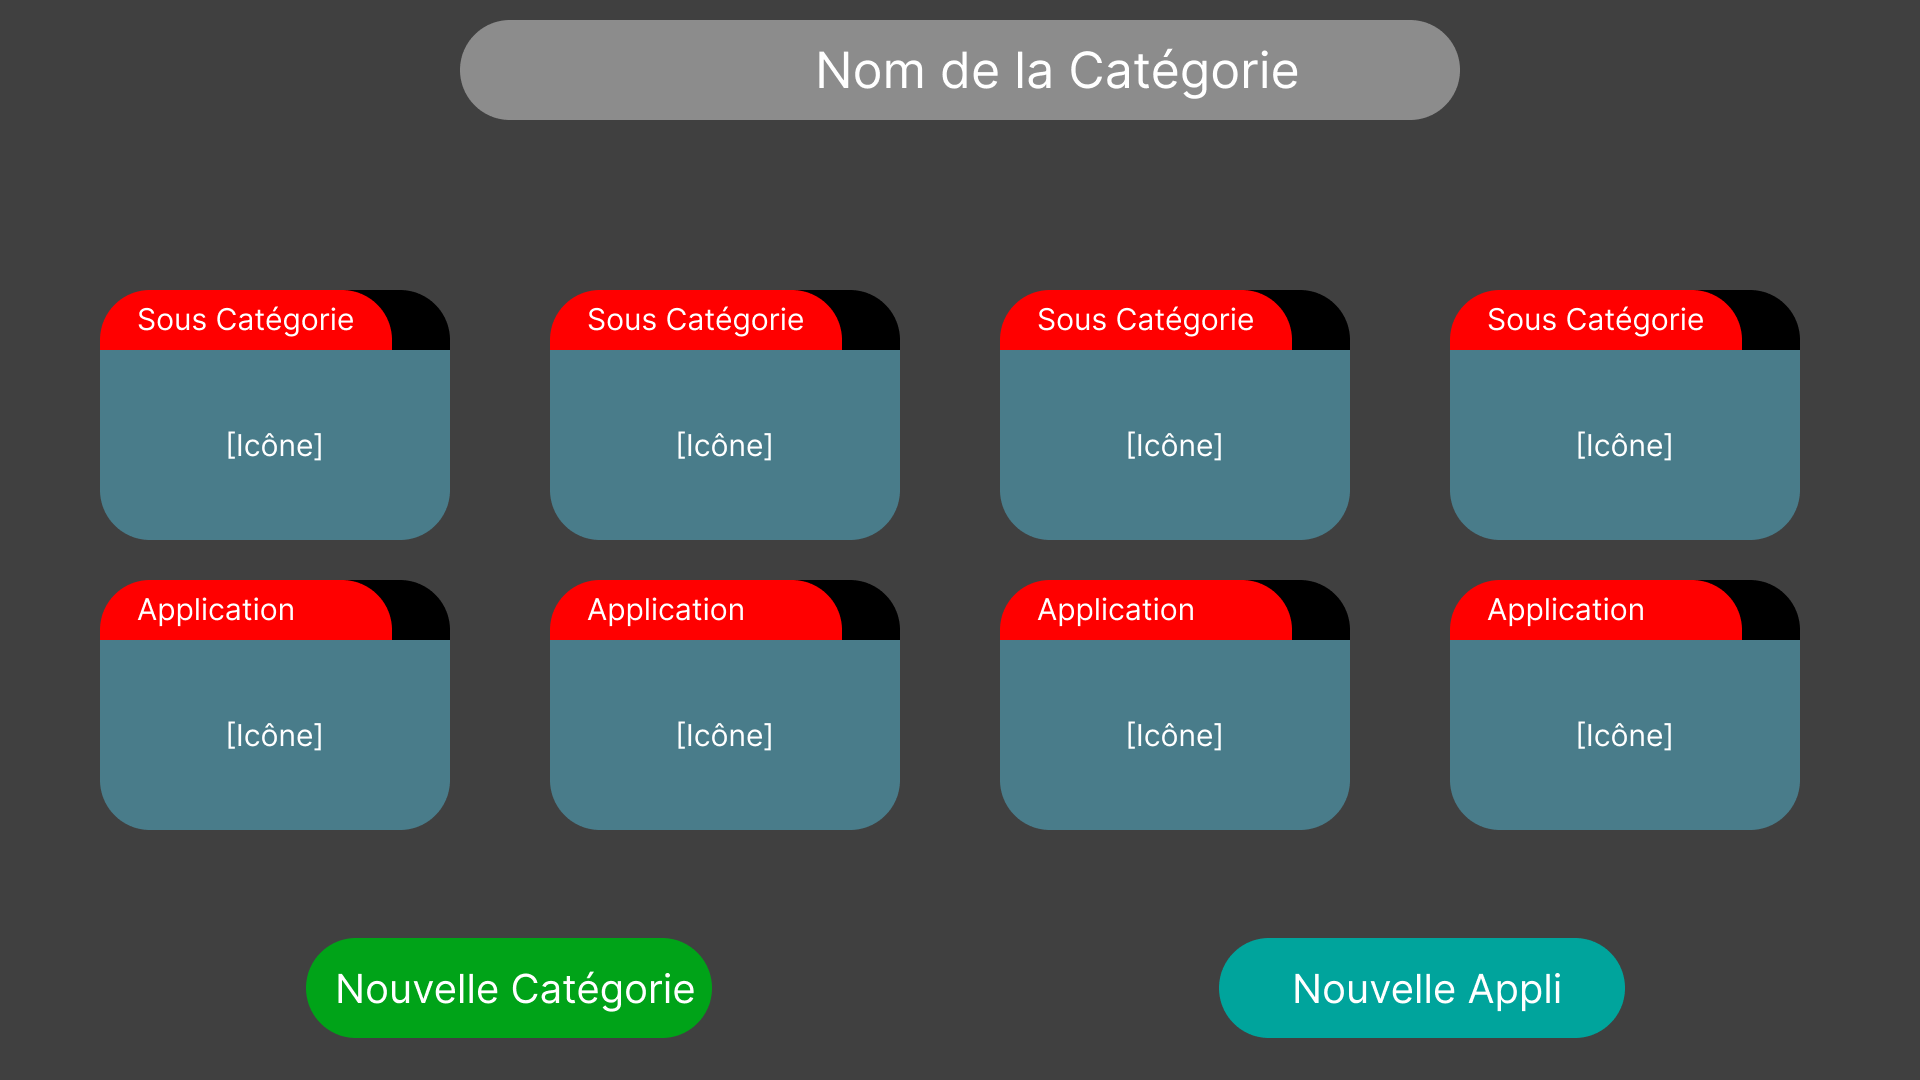 Nom de la Catégorie
Sous Catégorie
Sous Catégorie
Sous Catégorie
Sous Catégorie
[Icône]
[Icône]
[Icône]
[Icône]
Application
Application
Application
Application
[Icône]
[Icône]
[Icône]
[Icône]
Nouvelle Catégorie
Nouvelle Appli